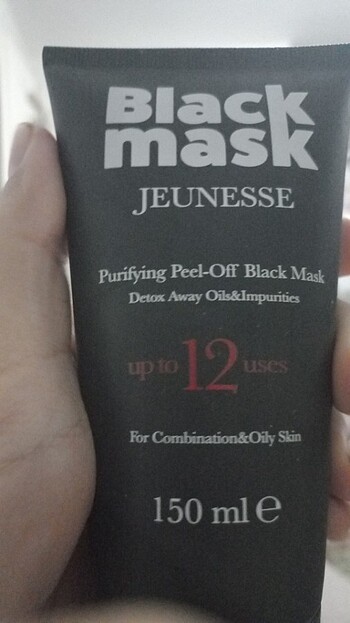 Black
mask
JEUNESSE
Purifying Peel-Off Black Mask
Detox Away Oils&Impurities
up to 12 uses
For Combination&Oily Skin
150 ml ℮